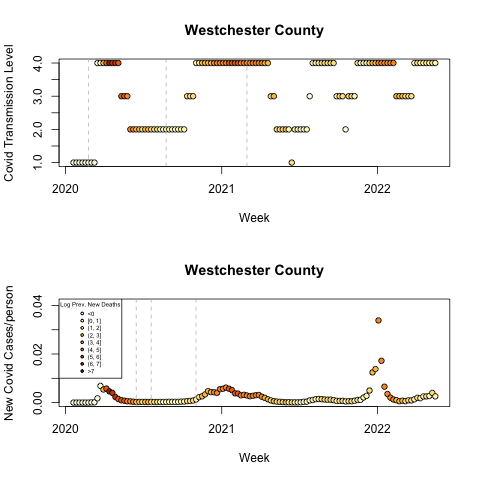 Westchester County
Covid Transmission Level
4.0
3.0
2.0
1.0
2020 2021 2022
Week
Westchester County
New Covid Cases/person
0.04
0.02
0.00
Log Prev. New Deaths
<0
[0, 1]
(1, 2]
(2, 3]
(3, 4]
(4, 5]
(5, 6]
(6, 7]
>7
2020 2021 2022
Week